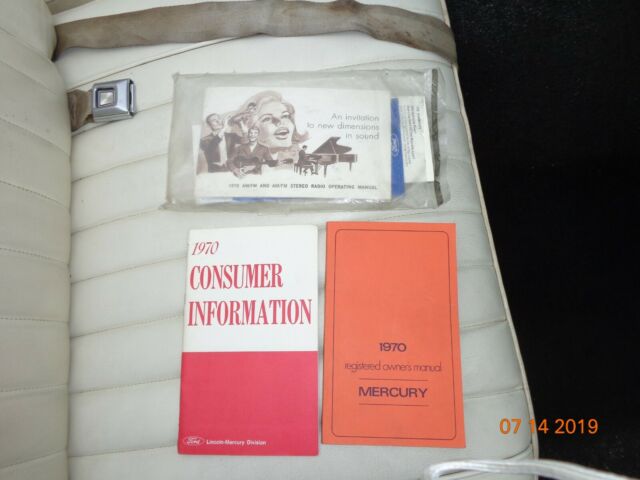 An invitation
to new dimensions
in sound
1970 AM/FM AND AM/FM STEREO RADIO OPERATING MANUAL
Ford
1970
CONSUMER
INFORMATION
Ford Lincoln-Mercury Division
1970
registered owner's manual
MERCURY
07 14 2019